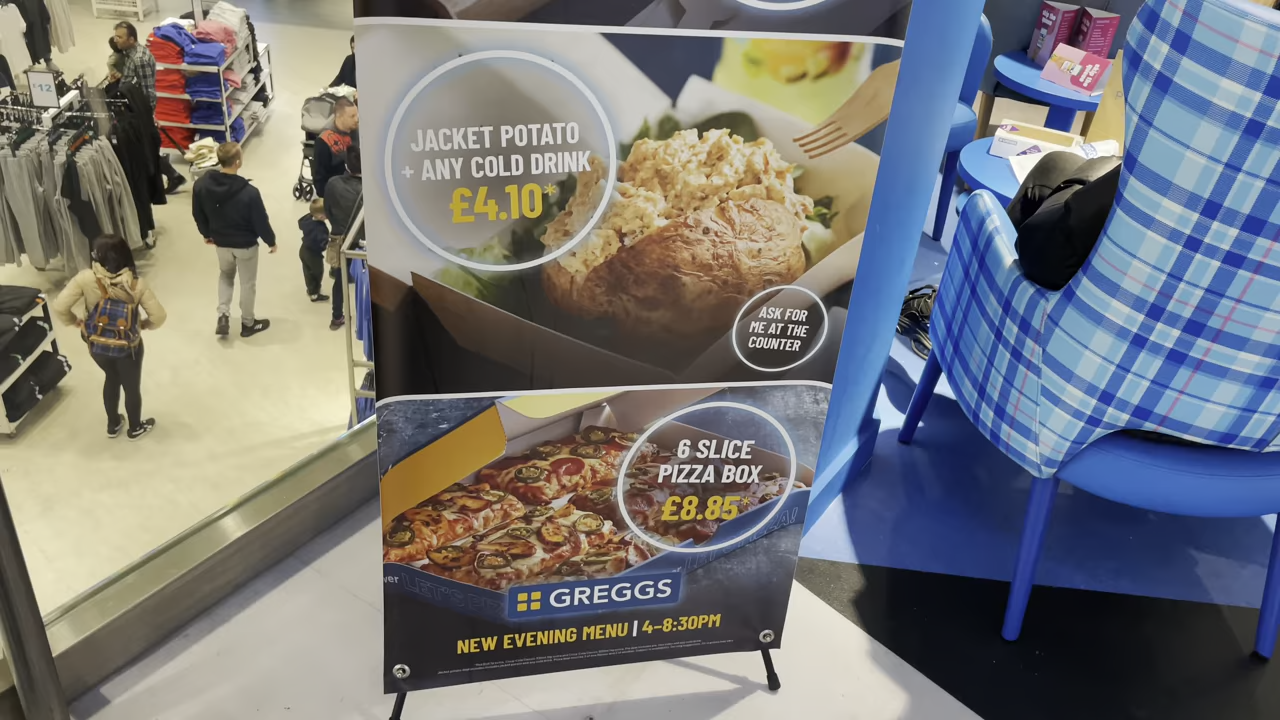 £12
JACKET POTATO
+ ANY COLD DRINK
£4.10*
ASK FOR
ME AT THE
COUNTER
6 SLICE
PIZZA BOX
£8.85*
GREGGS
NEW EVENING MENU | 4-8:30PM